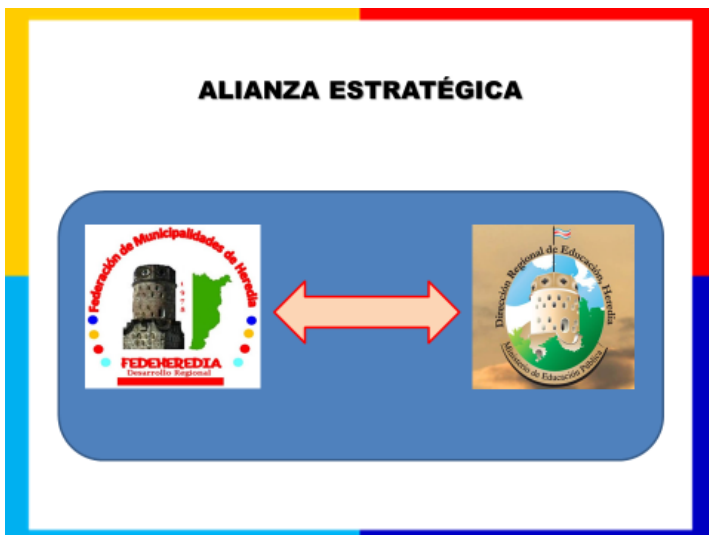 ALIANZA ESTRATÉGICA
Federación de Municipalidades de Heredia
1978
FEDEHEREDIA
Desarrollo Regional
Dirección Regional de Educación, Heredia
Ministerio de Educación Pública